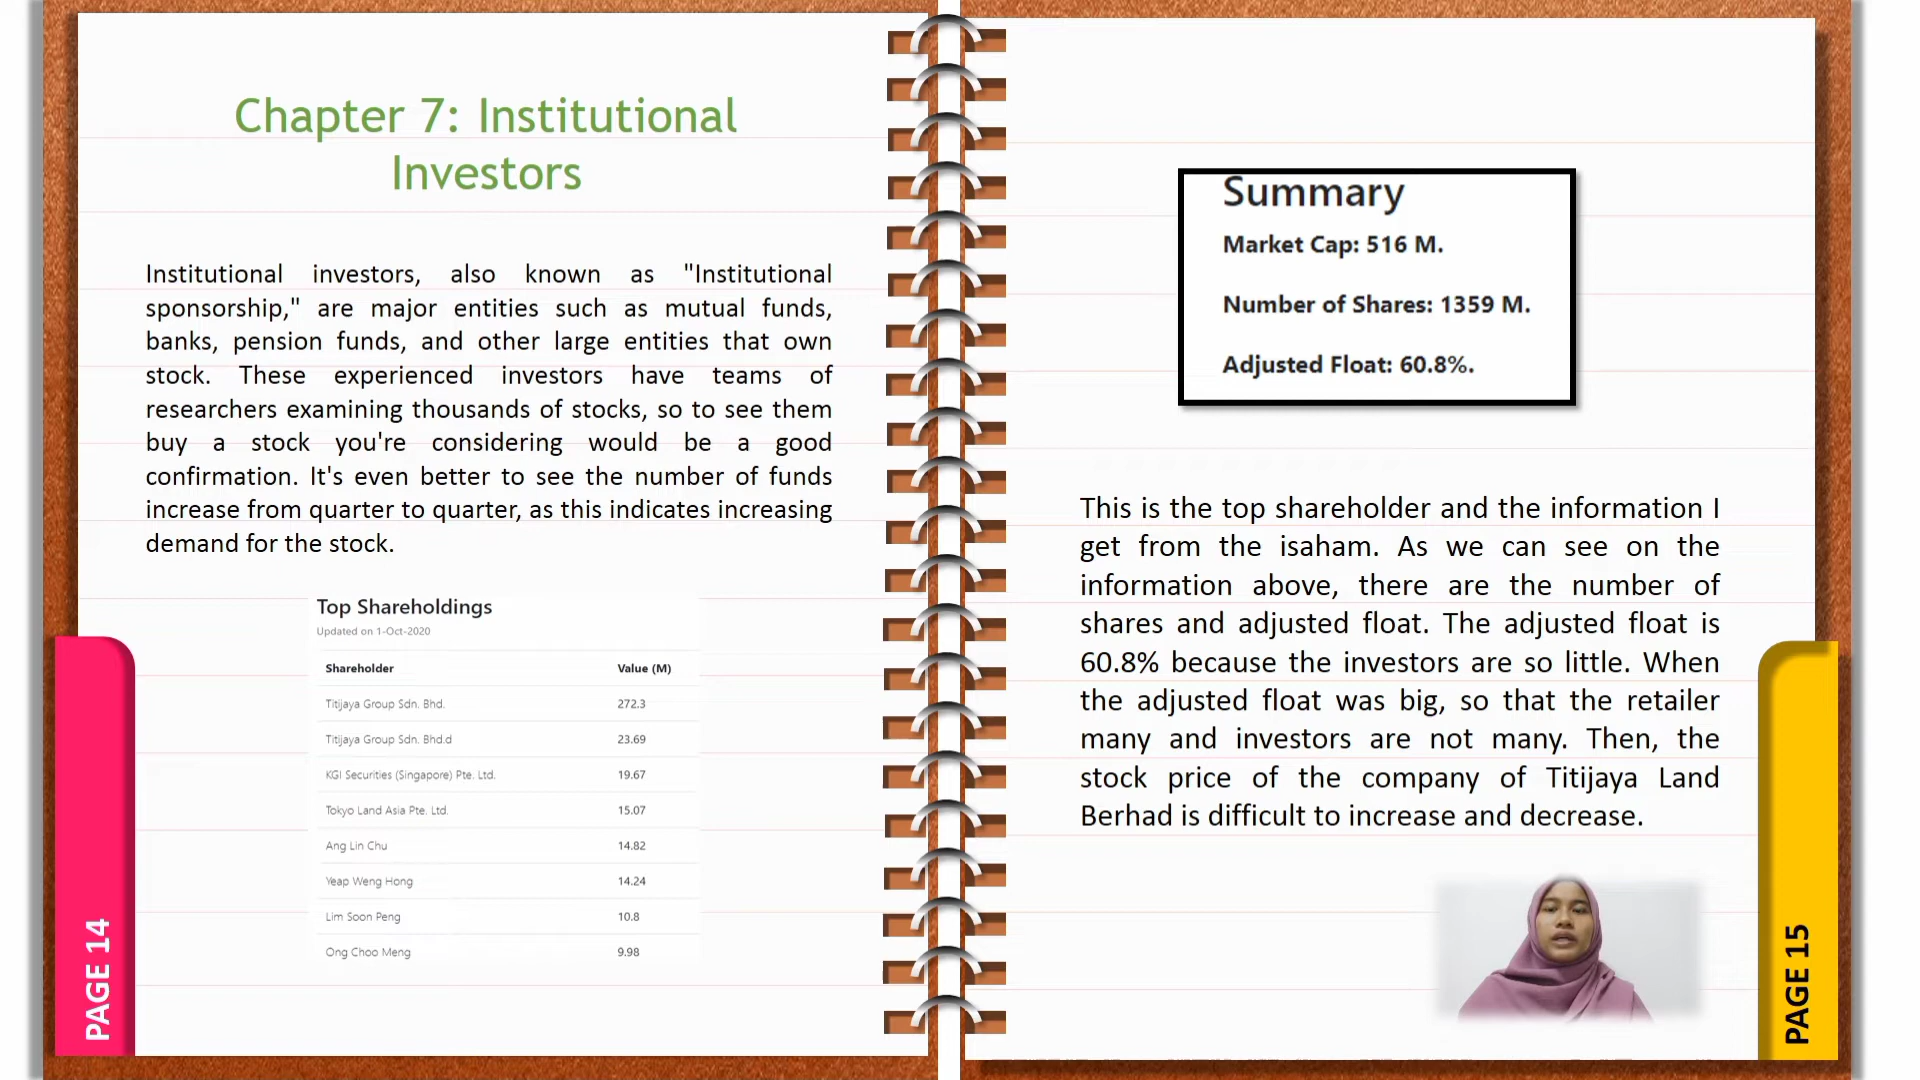 Chapter 7: Institutional
Investors
Institutional investors, also known as "Institutional
sponsorship," are major entities such as mutual funds,
banks, pension funds, and other large entities that own
stock. These experienced investors have teams of
researchers examining thousands of stocks, so to see them
buy a stock you're considering would be a good
confirmation. It's even better to see the number of funds
increase from quarter to quarter, as this indicates increasing
demand for the stock.
Top Shareholdings
Updated on 1-Oct-2020
Shareholder Value (M)
Titijaya Group Sdn. Bhd. 272.3
Titijaya Group Sdn. Bhd.d 23.69
KGI Securities (Singapore) Pte. Ltd. 19.67
Tokyo Land Asia Pte. Ltd. 15.07
Ang Lin Chu 14.82
Yeap Weng Hong 14.24
Lim Soon Peng 10.8
Ong Choo Meng 9.98
PAGE 14
Summary
Market Cap: 516 M.
Number of Shares: 1359 M.
Adjusted Float: 60.8%.
This is the top shareholder and the information I
get from the isaham. As we can see on the
information above, there are the number of
shares and adjusted float. The adjusted float is
60.8% because the investors are so little. When
the adjusted float was big, so that the retailer
many and investors are not many. Then, the
stock price of the company of Titijaya Land
Berhad is difficult to increase and decrease.
PAGE 15